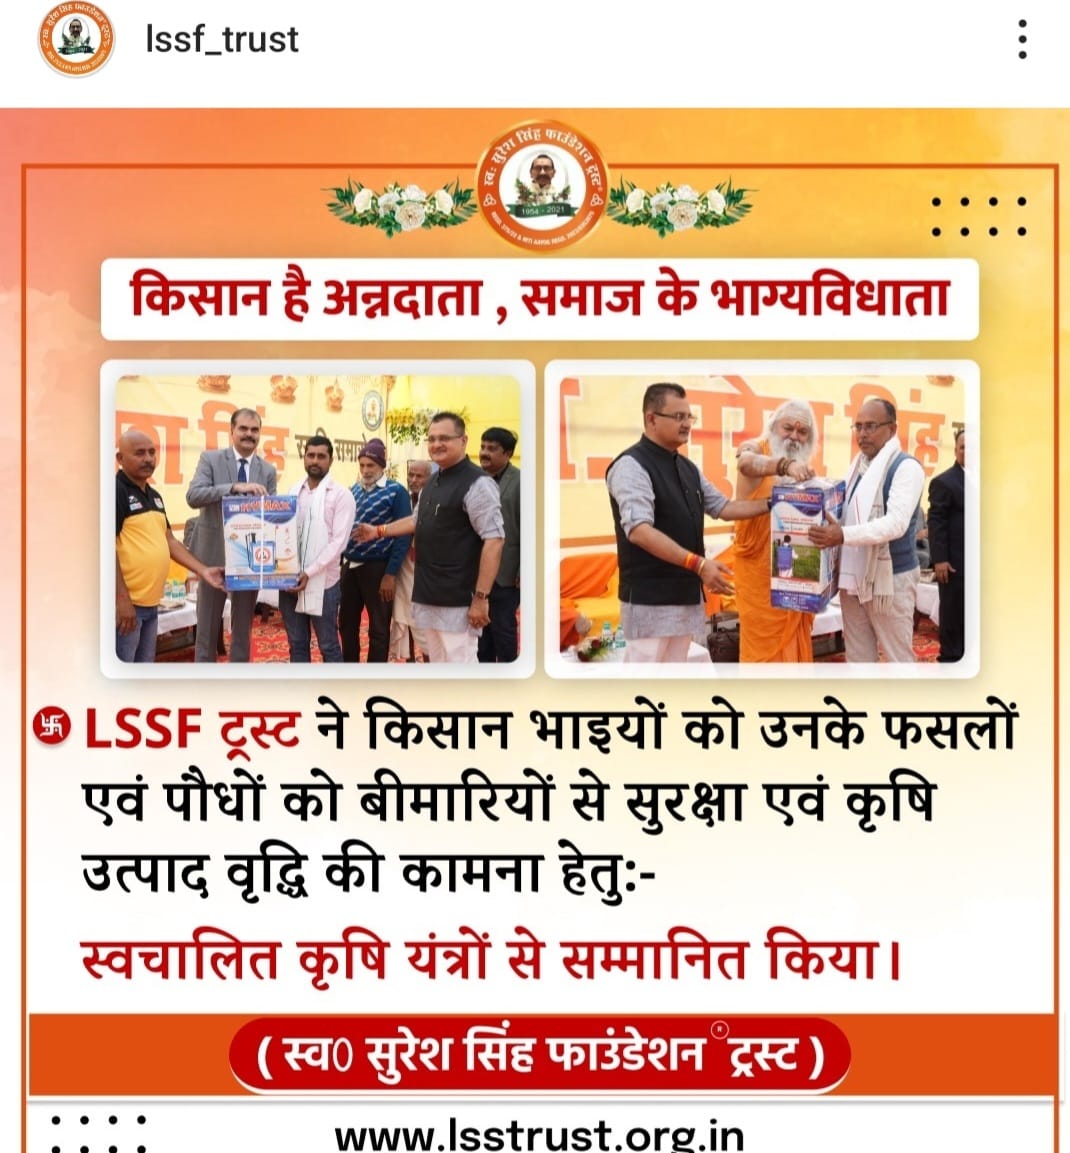 lssf_trust
स्व: सुरेश सिंह फाउंडेशन ट्रस्ट
1954 - 2021
किसान है अन्नदाता , समाज के भाग्यविधाता
LSSF ट्रस्ट ने किसान भाइयों को उनके फसलों
एवं पौधों को बीमारियों से सुरक्षा एवं कृषि
उत्पाद वृद्धि की कामना हेतु:-
स्वचालित कृषि यंत्रों से सम्मानित किया।
( स्व0 सुरेश सिंह फाउंडेशन ® ट्रस्ट )
www.lsstrust.org.in